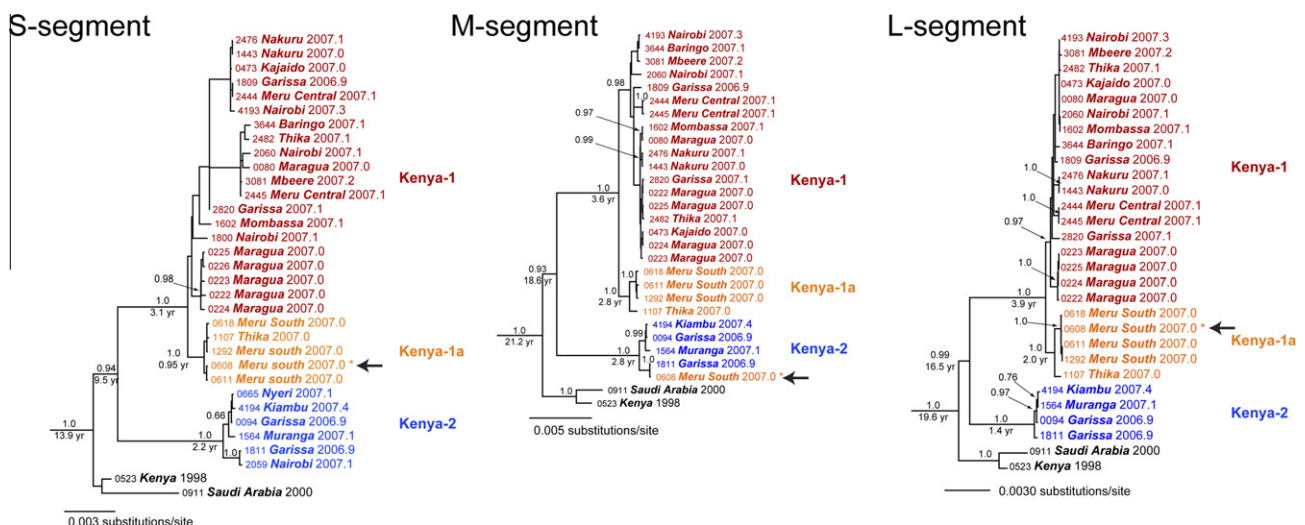 S-segment
2476 Nakuru 2007.1
1443 Nakuru 2007.0
0473 Kajaido 2007.0
1809 Garissa 2006.9
2444 Meru Central 2007.1
4193 Nairobi 2007.3
3644 Baringo 2007.1
2482 Thika 2007.1
2060 Nairobi 2007.1
0080 Maragua 2007.0
3081 Mbeere 2007.2
2445 Meru Central 2007.1
2820 Garissa 2007.1
1602 Mombassa 2007.1
1800 Nairobi 2007.1
0225 Maragua 2007.0
0226 Maragua 2007.0
0223 Maragua 2007.0
0222 Maragua 2007.0
0224 Maragua 2007.0
0618 Meru South 2007.0
1107 Thika 2007.0
1292 Meru south 2007.0
0608 Meru south 2007.0 *
0611 Meru south 2007.0
0665 Nyeri 2007.1
4194 Kiambu 2007.4
0094 Garissa 2006.9
1564 Muranga 2007.1
1811 Garissa 2006.9
2059 Nairobi 2007.1
0523 Kenya 1998
0911 Saudi Arabia 2000
Kenya-1
Kenya-1a
Kenya-2
0.98
1.0
3.1 yr
1.0
0.95 yr
0.94
9.5 yr
0.66
1.0
2.2 yr
1.0
1.0
13.9 yr
0.003 substitutions/site
M-segment
4193 Nairobi 2007.3
3644 Baringo 2007.1
3081 Mbeere 2007.2
2060 Nairobi 2007.1
1809 Garissa 2006.9
2444 Meru Central 2007.1
2445 Meru Central 2007.1
1602 Mombassa 2007.1
0080 Maragua 2007.0
2476 Nakuru 2007.1
1443 Nakuru 2007.0
2820 Garissa 2007.1
0222 Maragua 2007.0
0225 Maragua 2007.0
2482 Thika 2007.1
0473 Kajaido 2007.0
0224 Maragua 2007.0
0223 Maragua 2007.0
0618 Meru South 2007.0
0611 Meru South 2007.0
1292 Meru South 2007.0
1107 Thika 2007.0
4194 Kiambu 2007.4
0094 Garissa 2006.9
1564 Muranga 2007.1
1811 Garissa 2006.9
0608 Meru South 2007.0 *
0911 Saudi Arabia 2000
0523 Kenya 1998
Kenya-1
Kenya-1a
Kenya-2
0.98
1.0
0.97
0.99
1.0
3.6 yr
1.0
2.8 yr
0.93
18.6 yr
0.99
1.0
2.8 yr
1.0
1.0
21.2 yr
1.0
0.005 substitutions/site
L-segment
4193 Nairobi 2007.3
3081 Mbeere 2007.2
2482 Thika 2007.1
0473 Kajaido 2007.0
0080 Maragua 2007.0
2060 Nairobi 2007.1
1602 Mombassa 2007.1
3644 Baringo 2007.1
1809 Garissa 2006.9
2476 Nakuru 2007.1
1443 Nakuru 2007.0
2444 Meru Central 2007.1
2445 Meru Central 2007.1
2820 Garissa 2007.1
0223 Maragua 2007.0
0225 Maragua 2007.0
0224 Maragua 2007.0
0222 Maragua 2007.0
0618 Meru South 2007.0
0608 Meru South 2007.0 *
0611 Meru South 2007.0
1292 Meru South 2007.0
1107 Thika 2007.0
4194 Kiambu 2007.4
1564 Muranga 2007.1
0094 Garissa 2006.9
1811 Garissa 2006.9
0911 Saudi Arabia 2000
0523 Kenya 1998
Kenya-1
Kenya-1a
Kenya-2
1.0
1.0
0.97
1.0
1.0
3.9 yr
1.0
1.0
2.0 yr
0.99
16.5 yr
0.76
0.97
1.0
1.4 yr
1.0
19.6 yr
1.0
0.0030 substitutions/site